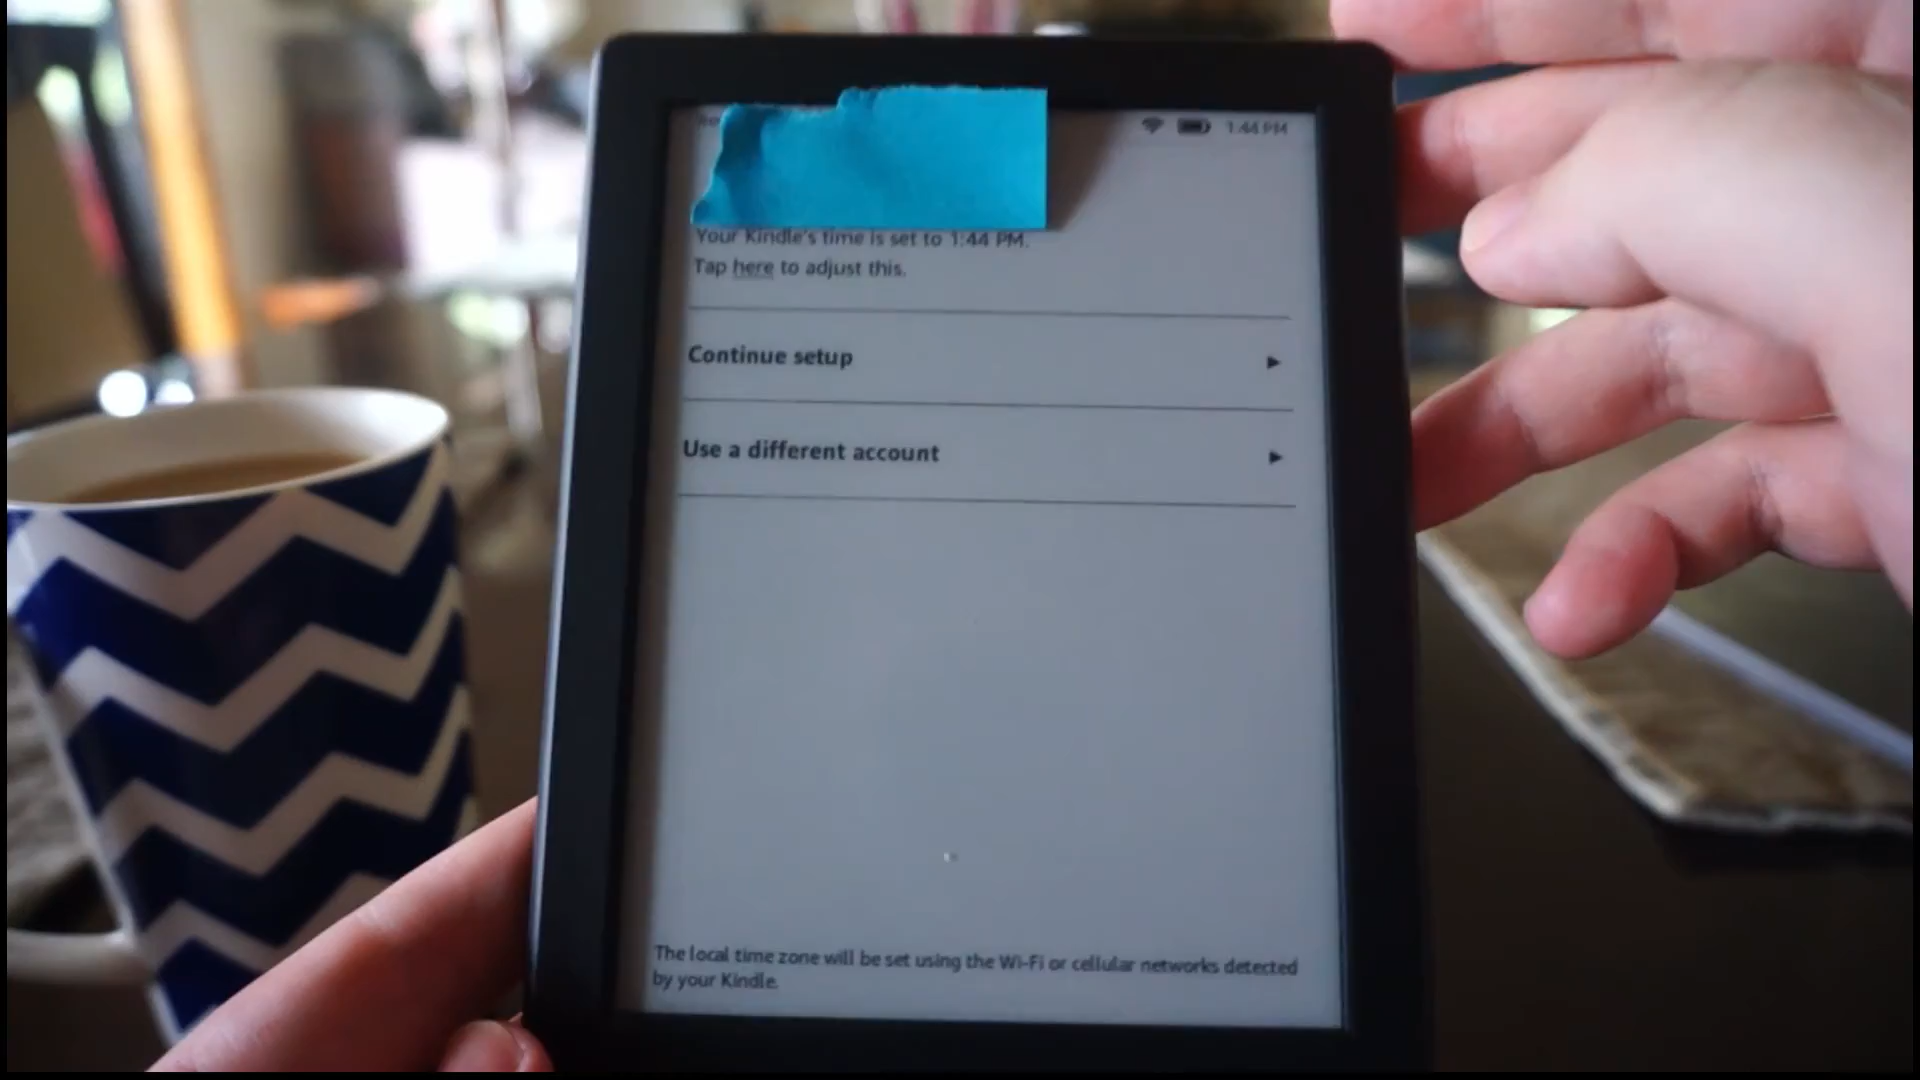 1:44 PM
Your Kindle's time is set to 1:44 PM.
Tap here to adjust this.
Continue setup
Use a different account
The local time zone will be set using the Wi-Fi or cellular networks detected
by your Kindle.